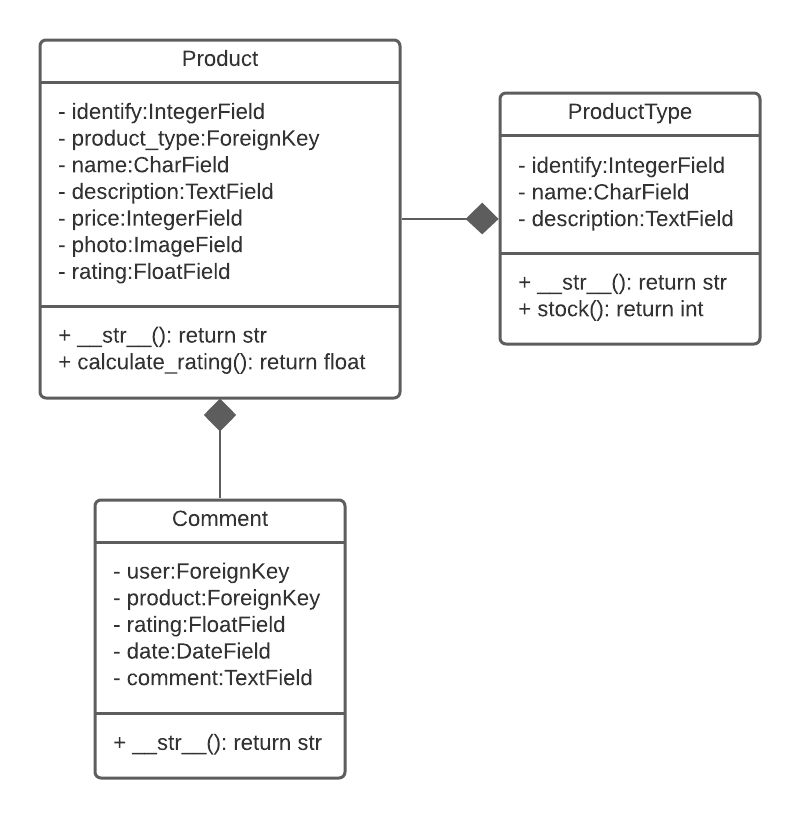 Product
- identify:IntegerField
- product_type:ForeignKey
- name:CharField
- description:TextField
- price:IntegerField
- photo:ImageField
- rating:FloatField
+ __str__(): return str
+ calculate_rating(): return float
ProductType
- identify:IntegerField
- name:CharField
- description:TextField
+ __str__(): return str
+ stock(): return int
Comment
- user:ForeignKey
- product:ForeignKey
- rating:FloatField
- date:DateField
- comment:TextField
+ __str__(): return str